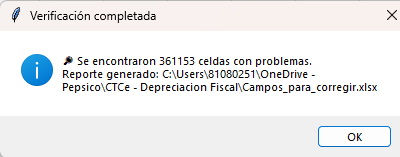 Verificación completada
Se encontraron 361153 celdas con problemas.
Reporte generado: C:\Users\81080251\OneDrive -
Pepsico\CTCe - Depreciacion Fiscal\Campos_para_corregir.xlsx
OK